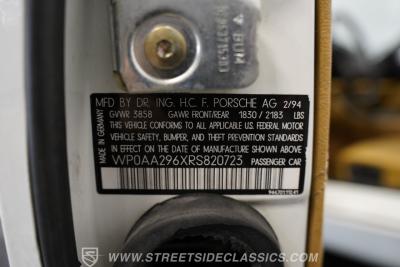 MFD BY DR. ING. H.C. F. PORSCHE AG 2/94
GVWR 3858 GAWR FRONT/REAR 1830 / 2183 LBS
THIS VEHICLE CONFORMS TO ALL APPLICABLE FEDERAL MOTOR
VEHICLE SAFETY, BUMPER, AND THEFT PREVENTION STANDARDS
IN EFFECT ON THE DATE OF MANUFACTURE SHOWN ABOVE
WP0AA296XRS820723 PASSENGER CAR
MADE IN GERMANY
STREETSIDE CLASSICS
WWW.STREETSIDECLASSICS.COM